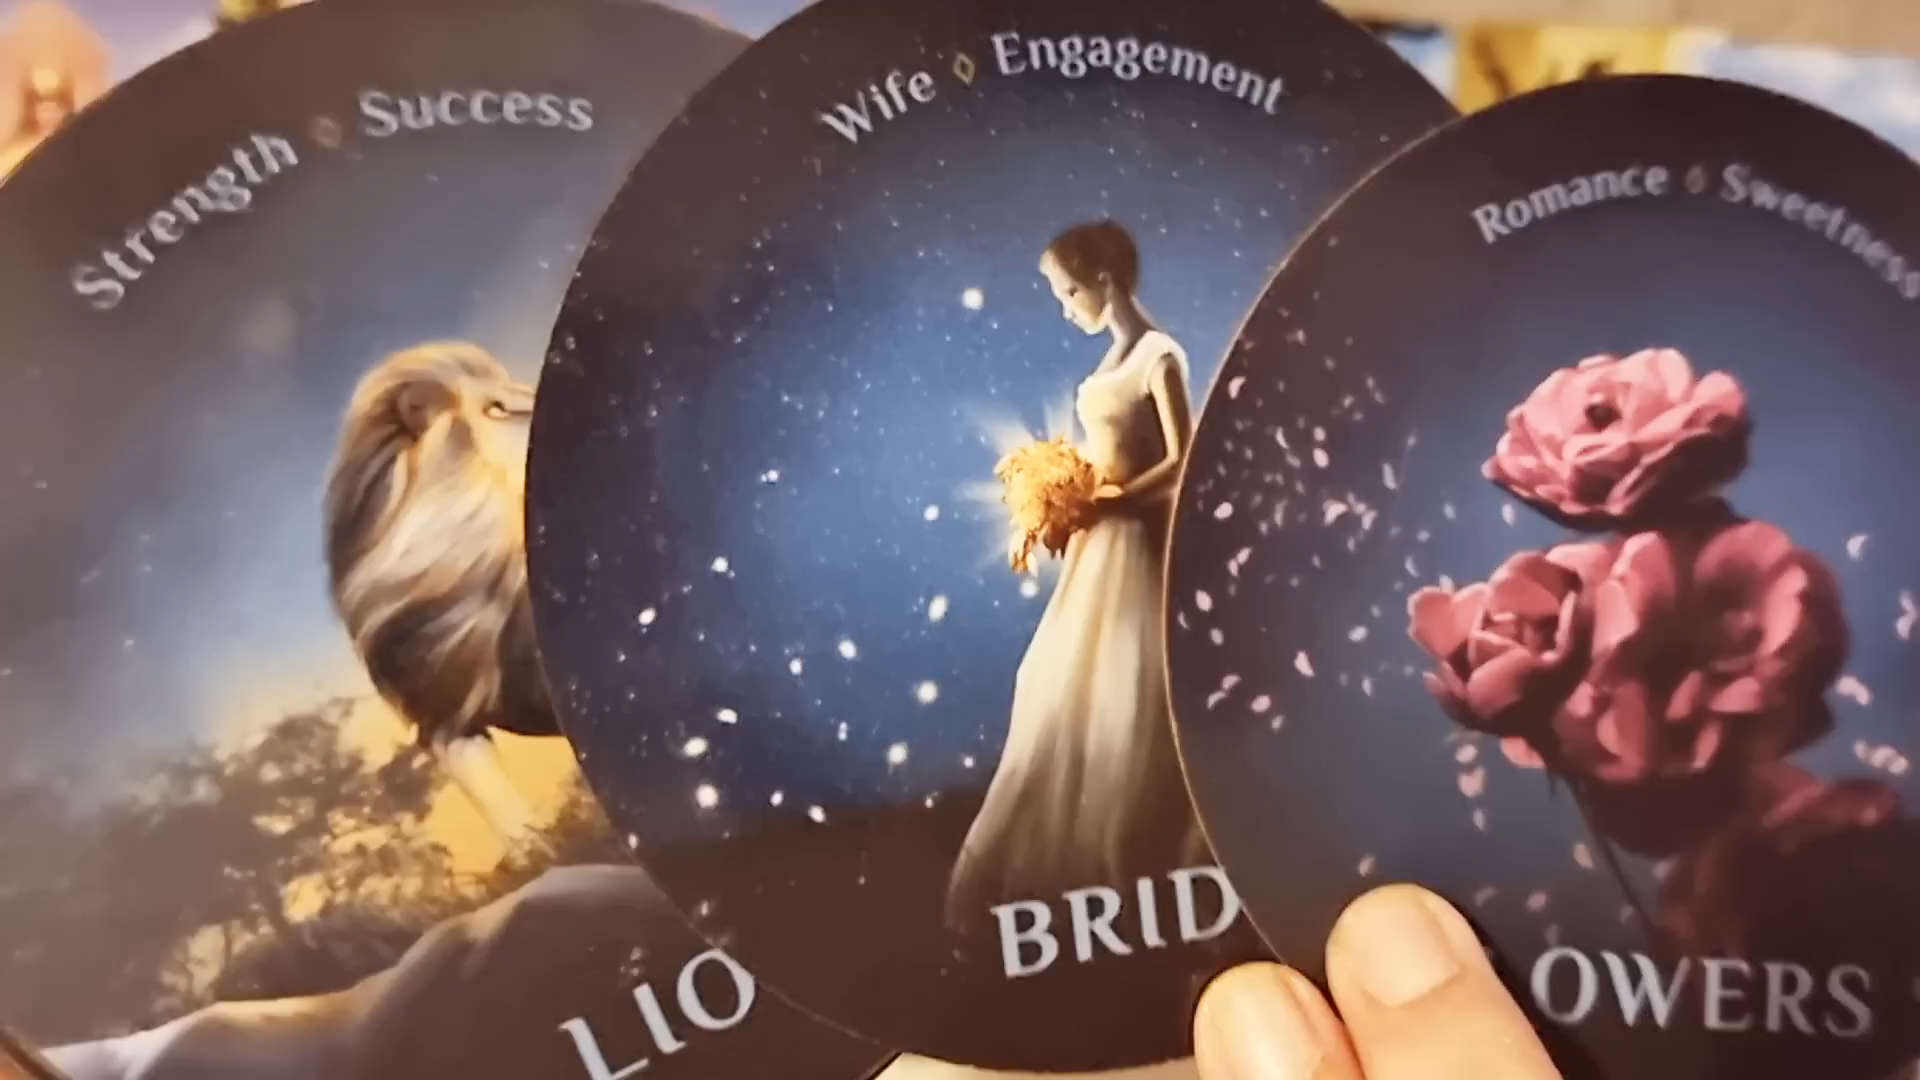 Strength ◊ Success
LIO
Wife ◊ Engagement
BRID
Romance ◊ Sweetness
OWERS